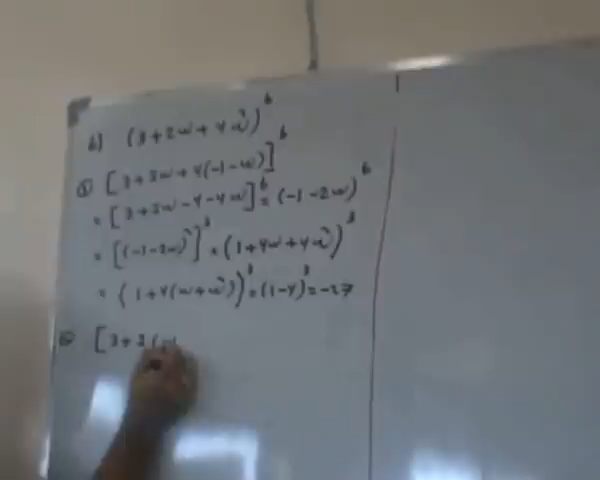 b) (3+2ω+4ω²)⁶
① [3+2ω+4(-1-ω)]⁶
= [3+2ω-4-4ω]⁶ = (-1-2ω)⁶
= [(-1-2ω)²]³ = (1+4ω+4ω²)³
= (1+4(ω+ω²))³ = (1-4)³ = -27
[3+2(-1